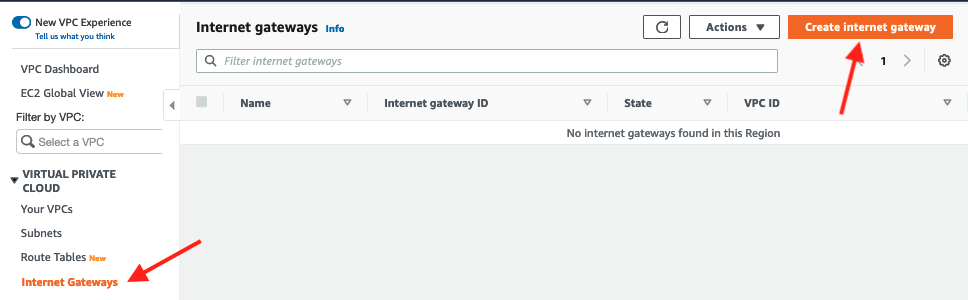 New VPC Experience
Tell us what you think
VPC Dashboard
EC2 Global View New
Filter by VPC:
Select a VPC
VIRTUAL PRIVATE
CLOUD
Your VPCs
Subnets
Route Tables New
Internet Gateways
Internet gateways Info
Actions
Create internet gateway
Filter internet gateways
1
Name Internet gateway ID State VPC ID
No internet gateways found in this Region